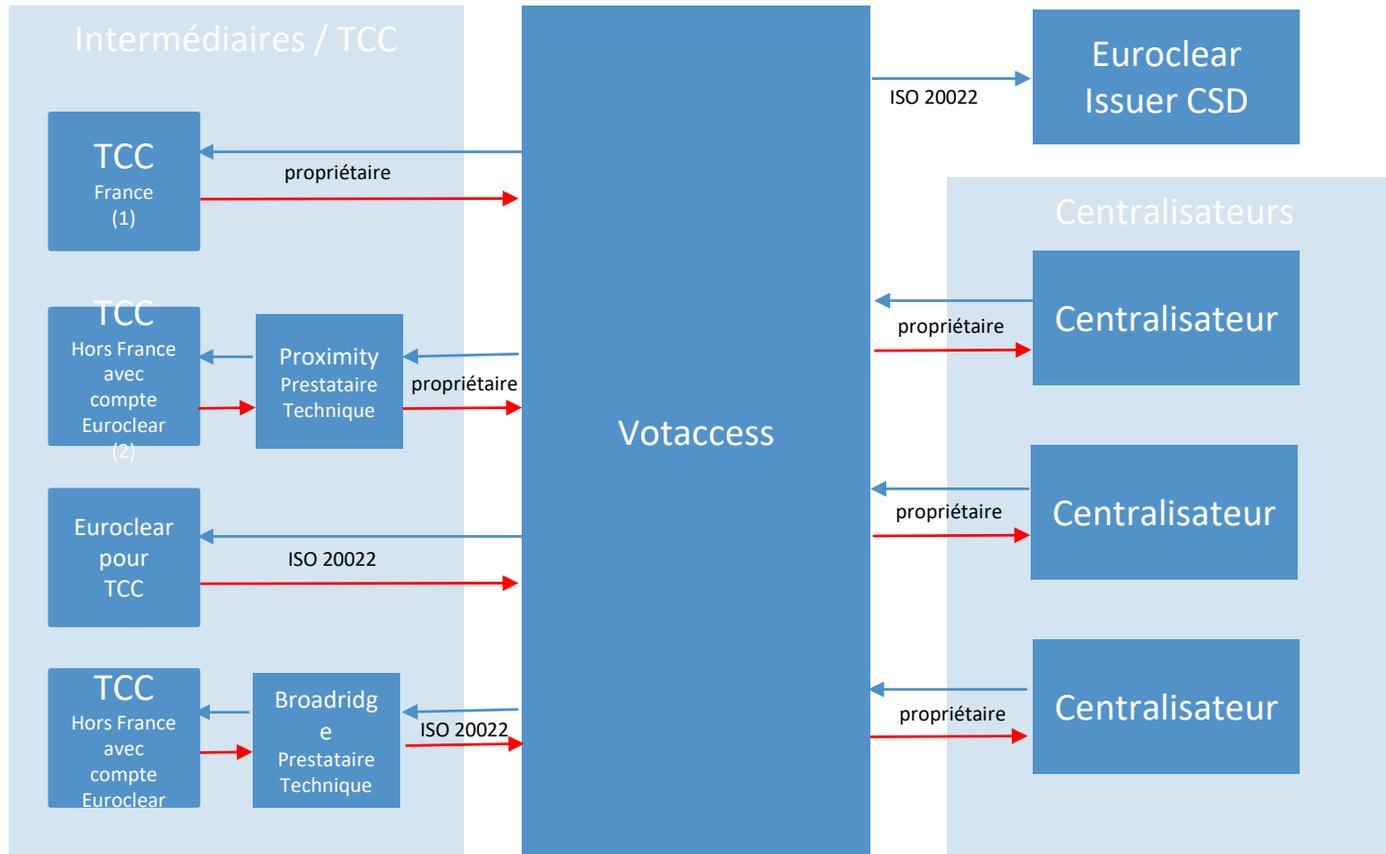 Intermédiaires / TCC
TCC
France
(1)
propriétaire
TCC
Hors France
avec
compte
Euroclear
(2)
Proximity
Prestataire
Technique
propriétaire
Euroclear
pour
TCC
ISO 20022
TCC
Hors France
avec
compte
Euroclear
Broadridg
e
Prestataire
Technique
ISO 20022
Votaccess
ISO 20022
Euroclear
Issuer CSD
Centralisateurs
propriétaire
Centralisateur
propriétaire
Centralisateur
propriétaire
Centralisateur